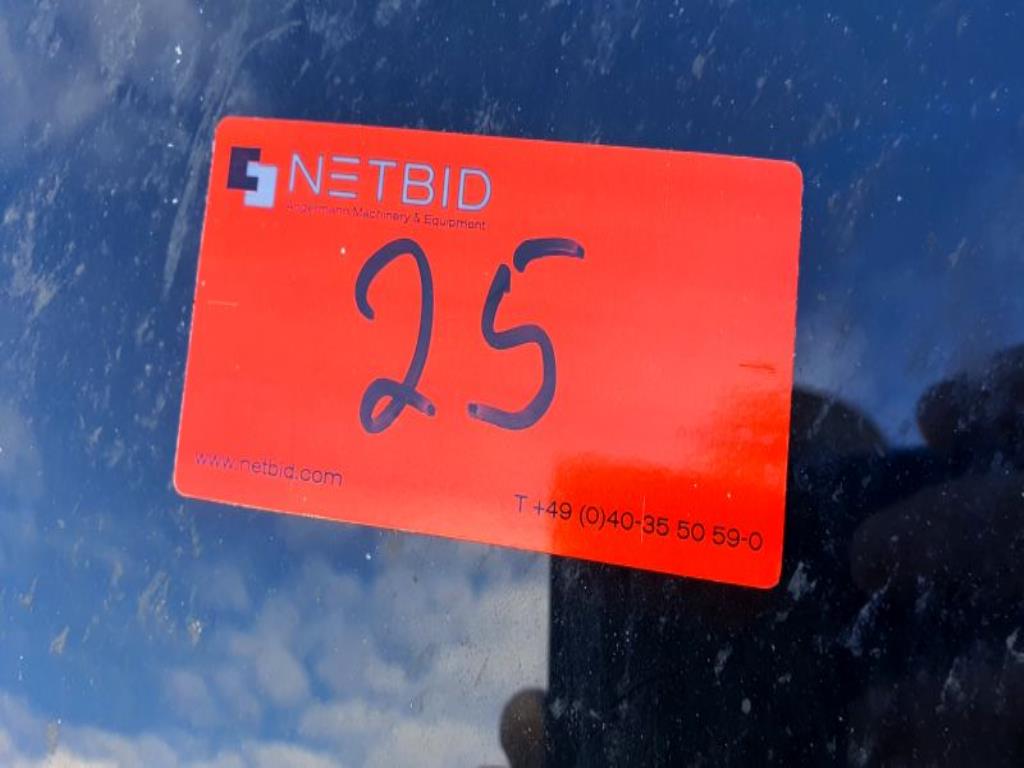 NETBID
Angermann Machinery & Equipment
25
www.netbid.com
T +49 (0)40-35 50 59-0